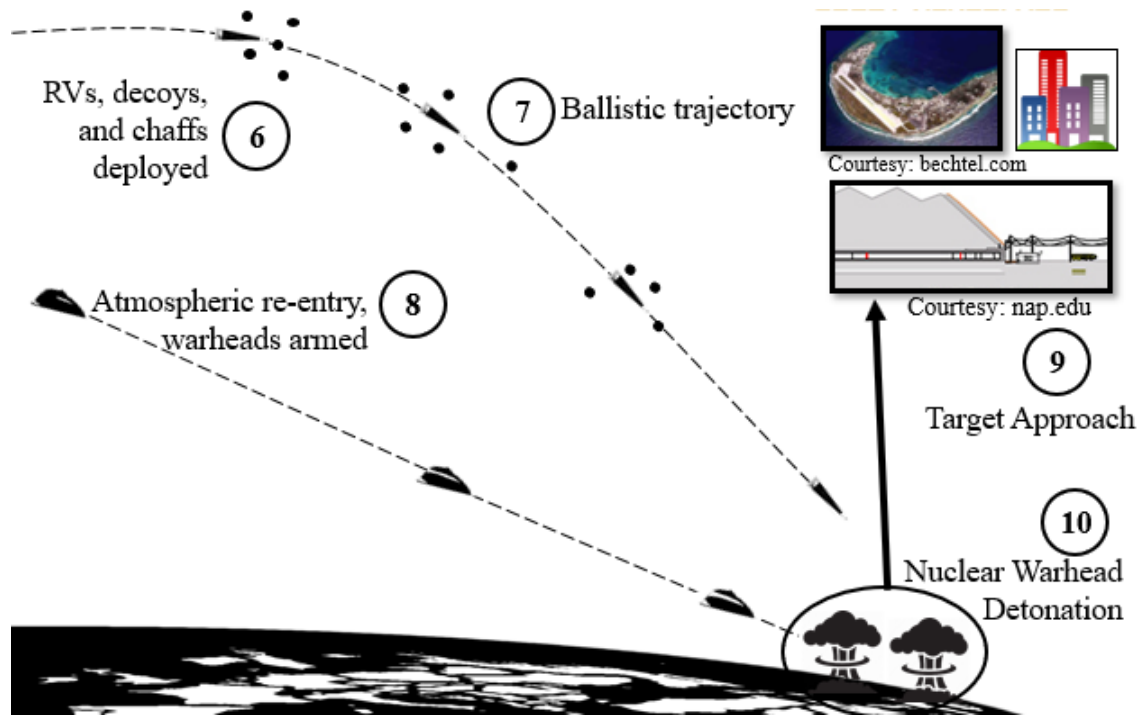 RVs, decoys,
and chaffs
deployed
6
7
Ballistic trajectory
Courtesy: bechtel.com
Courtesy: nap.edu
Atmospheric re-entry,
warheads armed
8
9
Target Approach
10
Nuclear Warhead
Detonation